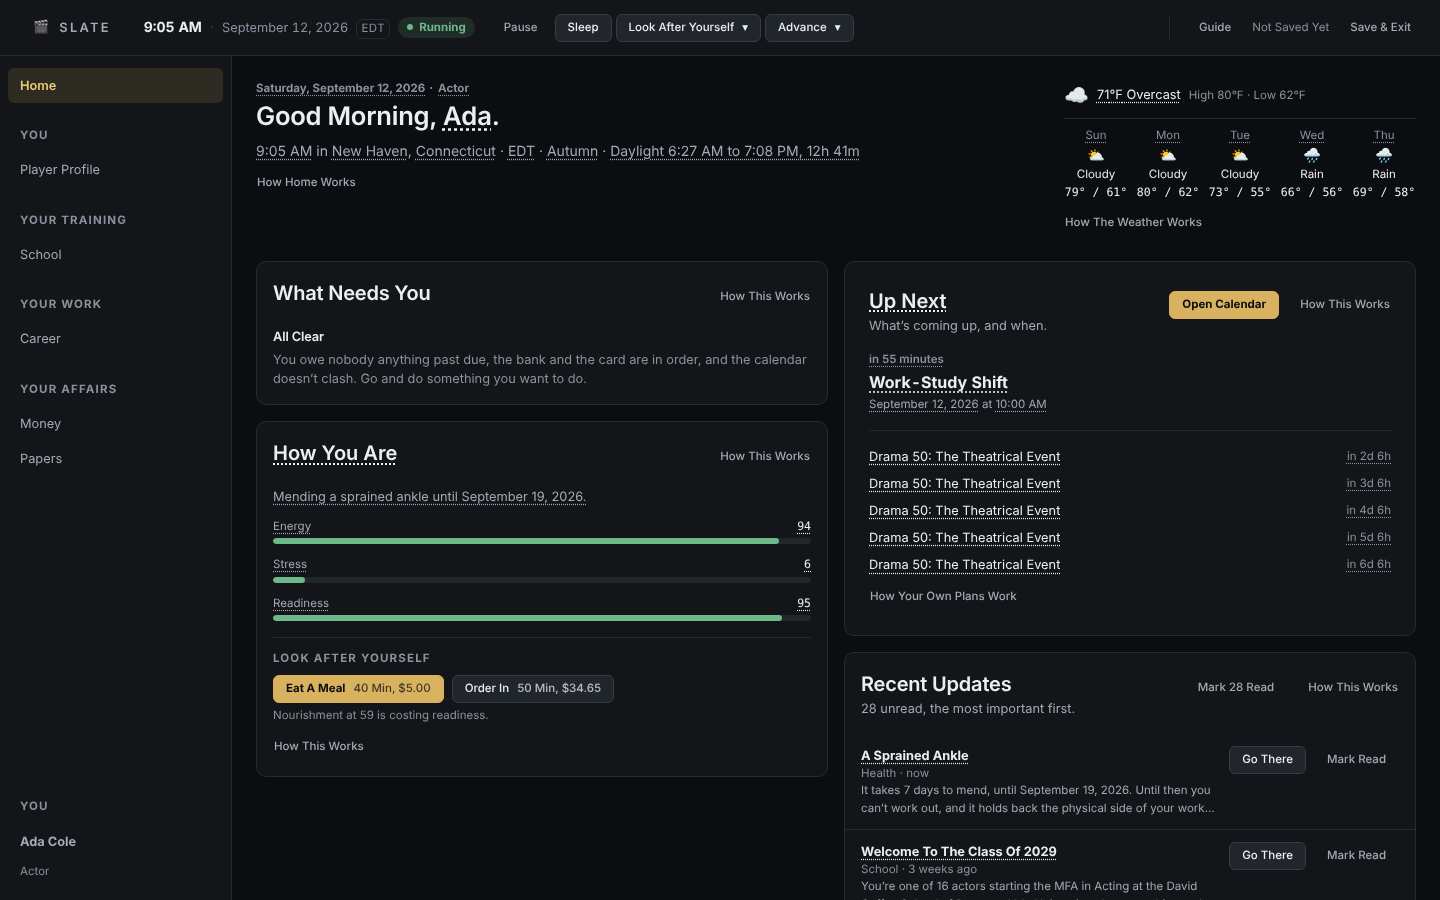 SLATE
9:05 AM · September 12, 2026 EDT
Running
Pause
Sleep
Look After Yourself ▾
Advance ▾
Guide
Not Saved Yet
Save & Exit
Home
YOU
Player Profile
YOUR TRAINING
School
YOUR WORK
Career
YOUR AFFAIRS
Money
Papers
YOU
Ada Cole
Actor
Saturday, September 12, 2026 · Actor
Good Morning, Ada.
9:05 AM in New Haven, Connecticut · EDT · Autumn · Daylight 6:27 AM to 7:08 PM, 12h 41m
How Home Works
71°F Overcast High 80°F · Low 62°F
Sun Mon Tue Wed Thu
Cloudy Cloudy Cloudy Rain Rain
79° / 61° 80° / 62° 73° / 55° 66° / 56° 69° / 58°
How The Weather Works
What Needs You
How This Works
All Clear
You owe nobody anything past due, the bank and the card are in order, and the calendar
doesn't clash. Go and do something you want to do.
How You Are
How This Works
Mending a sprained ankle until September 19, 2026.
Energy 94
Stress 6
Readiness 95
LOOK AFTER YOURSELF
Eat A Meal 40 Min, $5.00
Order In 50 Min, $34.65
Nourishment at 59 is costing readiness.
How This Works
Up Next
Open Calendar
How This Works
What's coming up, and when.
in 55 minutes
Work-Study Shift
September 12, 2026 at 10:00 AM
Drama 50: The Theatrical Event in 2d 6h
Drama 50: The Theatrical Event in 3d 6h
Drama 50: The Theatrical Event in 4d 6h
Drama 50: The Theatrical Event in 5d 6h
Drama 50: The Theatrical Event in 6d 6h
How Your Own Plans Work
Recent Updates
Mark 28 Read
How This Works
28 unread, the most important first.
A Sprained Ankle
Go There
Mark Read
Health · now
It takes 7 days to mend, until September 19, 2026. Until then you
can't work out, and it holds back the physical side of your work...
Welcome To The Class Of 2029
Go There
Mark Read
School · 3 weeks ago
You're one of 16 actors starting the MFA in Acting at the David